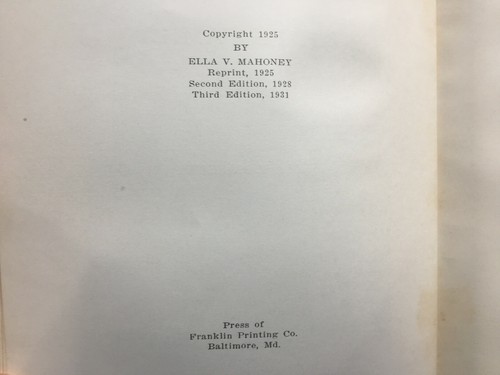 Copyright 1925
BY
ELLA V. MAHONEY
Reprint, 1925
Second Edition, 1928
Third Edition, 1931
Press of
Franklin Printing Co.
Baltimore, Md.